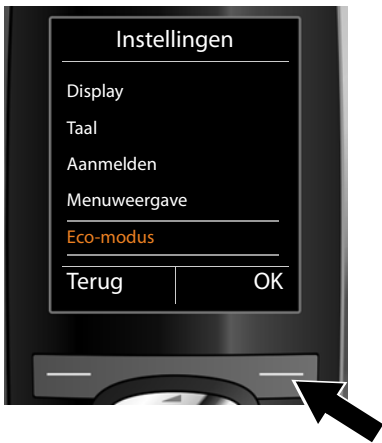 Instellingen
Display
Taal
Aanmelden
Menuweergave
Eco-modus
Terug OK